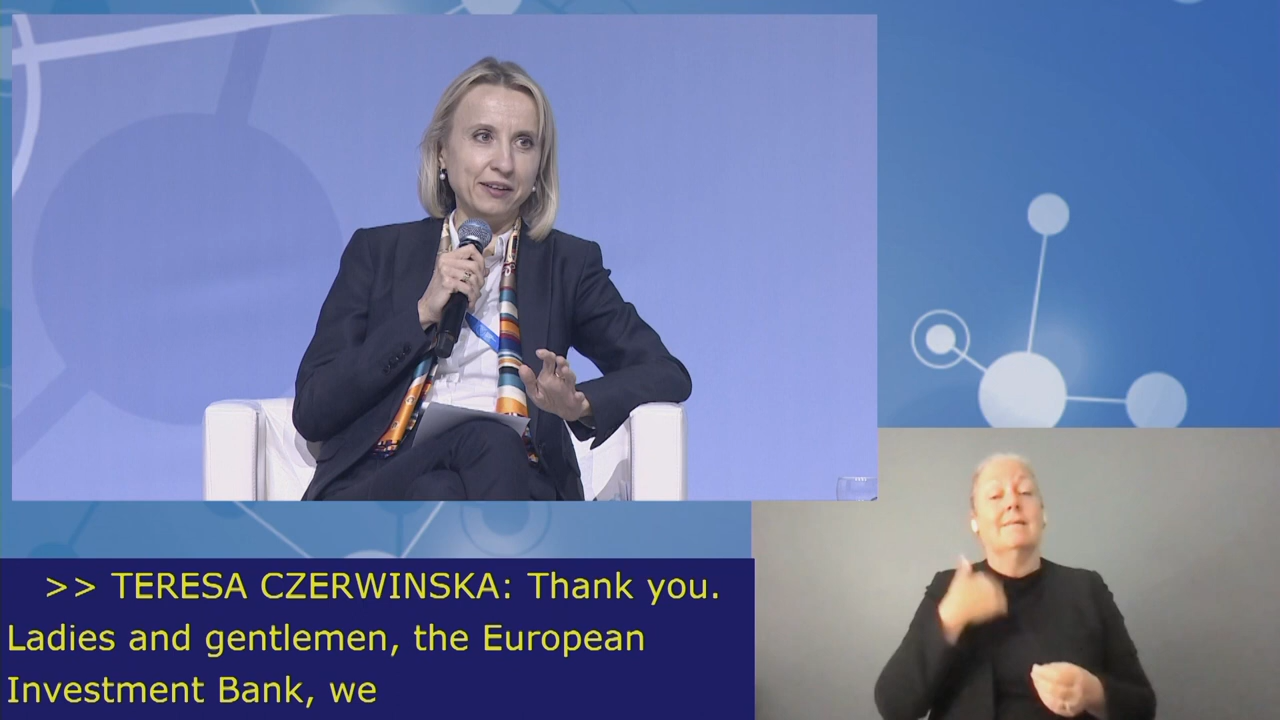 >> TERESA CZERWINSKA: Thank you.
Ladies and gentlemen, the European
Investment Bank, we